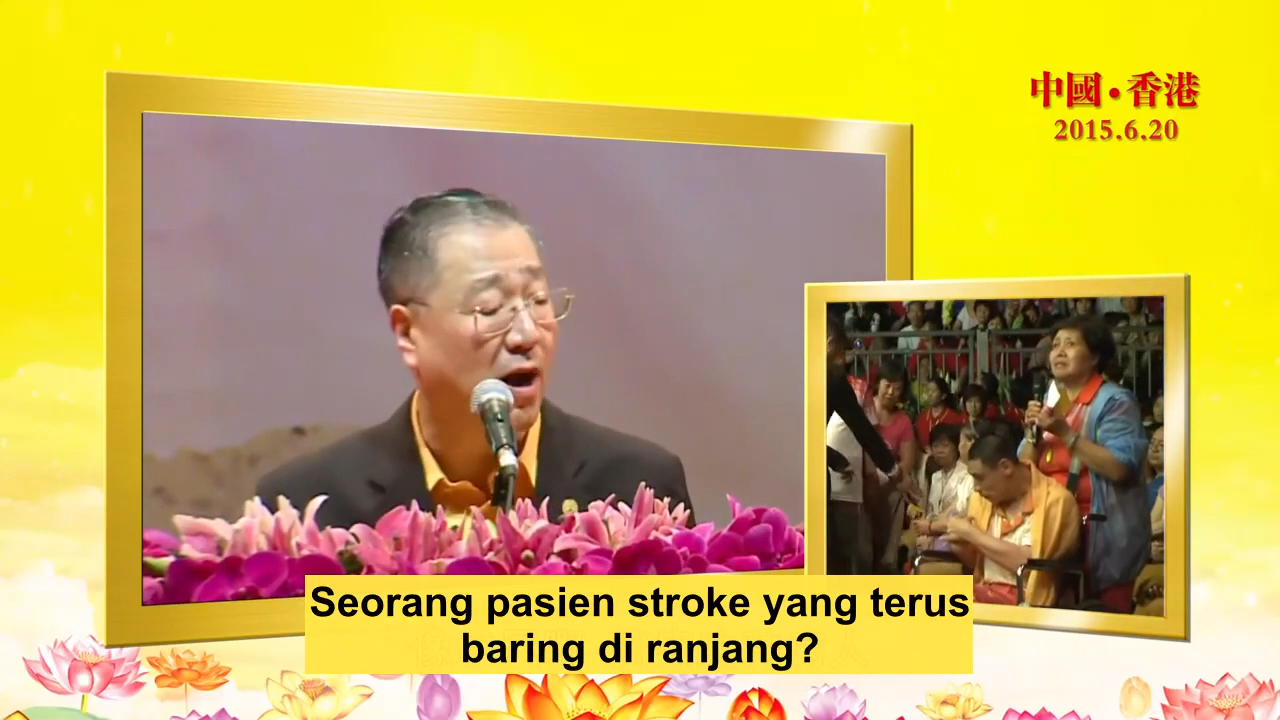 中國•香港
2015.6.20
Seorang pasien stroke yang terus
baring di ranjang?